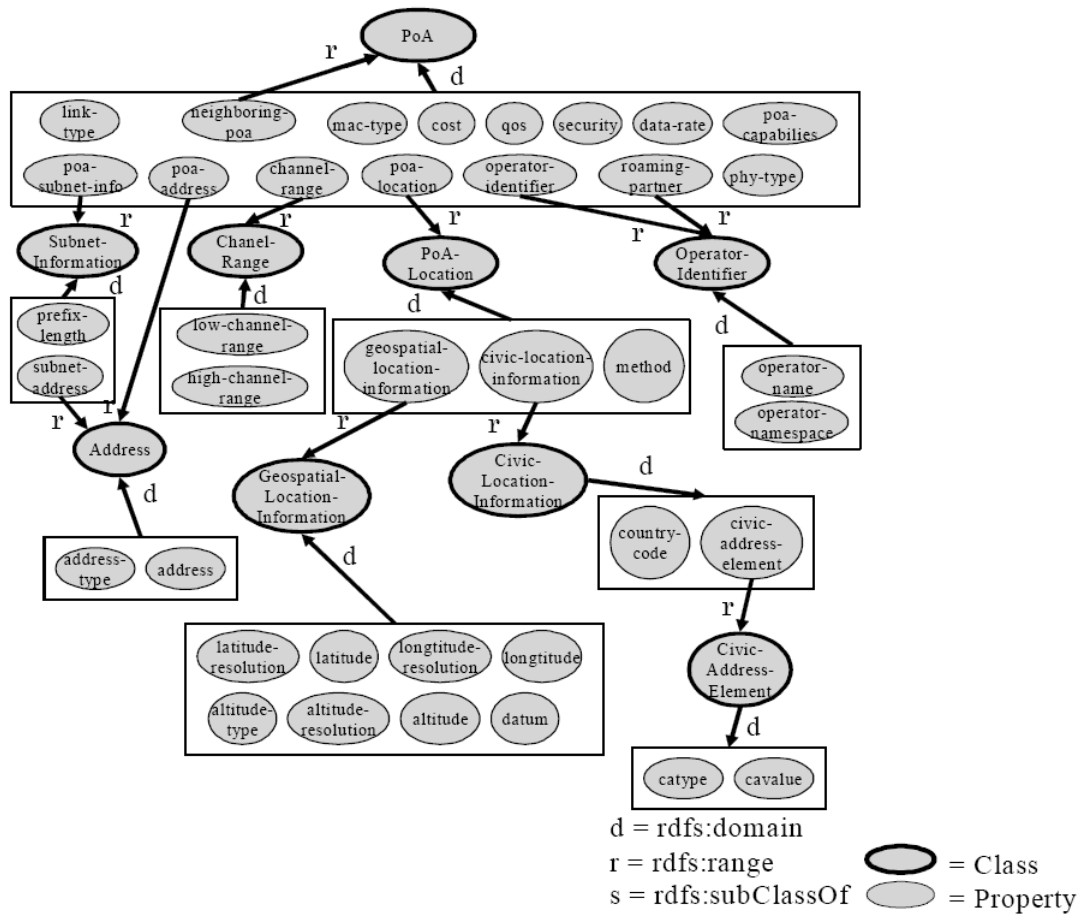 PoA
r
d
link-
type
neighboring-
poa
mac-type
cost
qos
security
data-rate
poa-
capabilies
poa-
subnet-info
poa-
address
channel-
range
poa-
location
operator-
identifier
roaming-
partner
phy-type
r
r
r
r
r
Subnet-
Information
Chanel-
Range
PoA-
Location
Operator-
Identifier
d
d
d
d
prefix-
length
subnet-
address
low-channel-
range
high-channel-
range
geospatial-
location-
information
civic-location-
information
method
operator-
name
operator-
namespace
r
r
r
r
Address
Geospatial-
Location-
Information
Civic-
Location-
Information
d
d
d
address-
type
address
country-
code
civic-
address-
element
r
latitude-
resolution
latitude
longtitude-
resolution
longtitude
altitude-
type
altitude-
resolution
altitude
datum
Civic-
Address-
Element
d
catype
cavalue
d = rdfs:domain
r = rdfs:range
= Class
s = rdfs:subClassOf
= Property